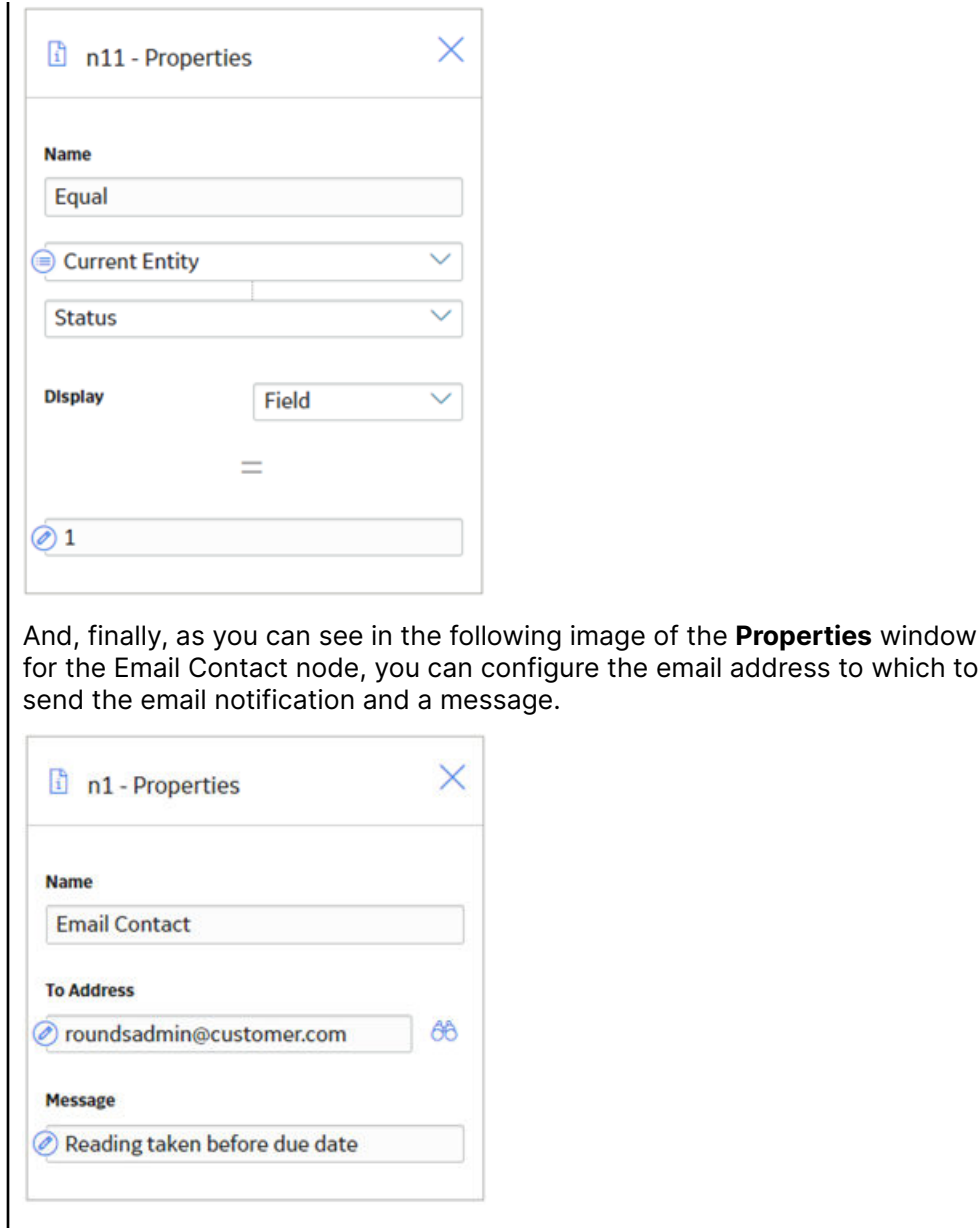 n11 - Properties
Name
Equal
Current Entity
Status
Display
Field
=
1
And, finally, as you can see in the following image of the Properties window
for the Email Contact node, you can configure the email address to which to
send the email notification and a message.
n1 - Properties
Name
Email Contact
To Address
roundsadmin@customer.com
Message
Reading taken before due date